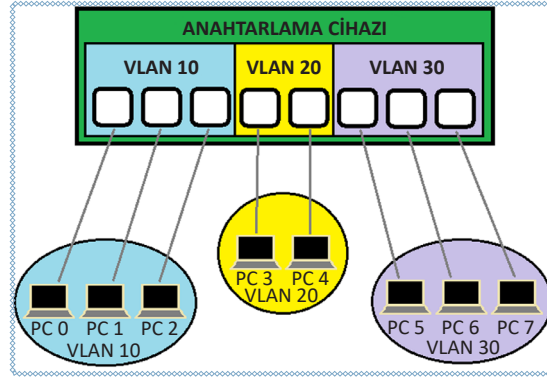 ANAHTARLAMA CİHAZI
VLAN 10 VLAN 20 VLAN 30
PC 3 PC 4
VLAN 20
PC 0 PC 1 PC 2
VLAN 10
PC 5 PC 6 PC 7
VLAN 30